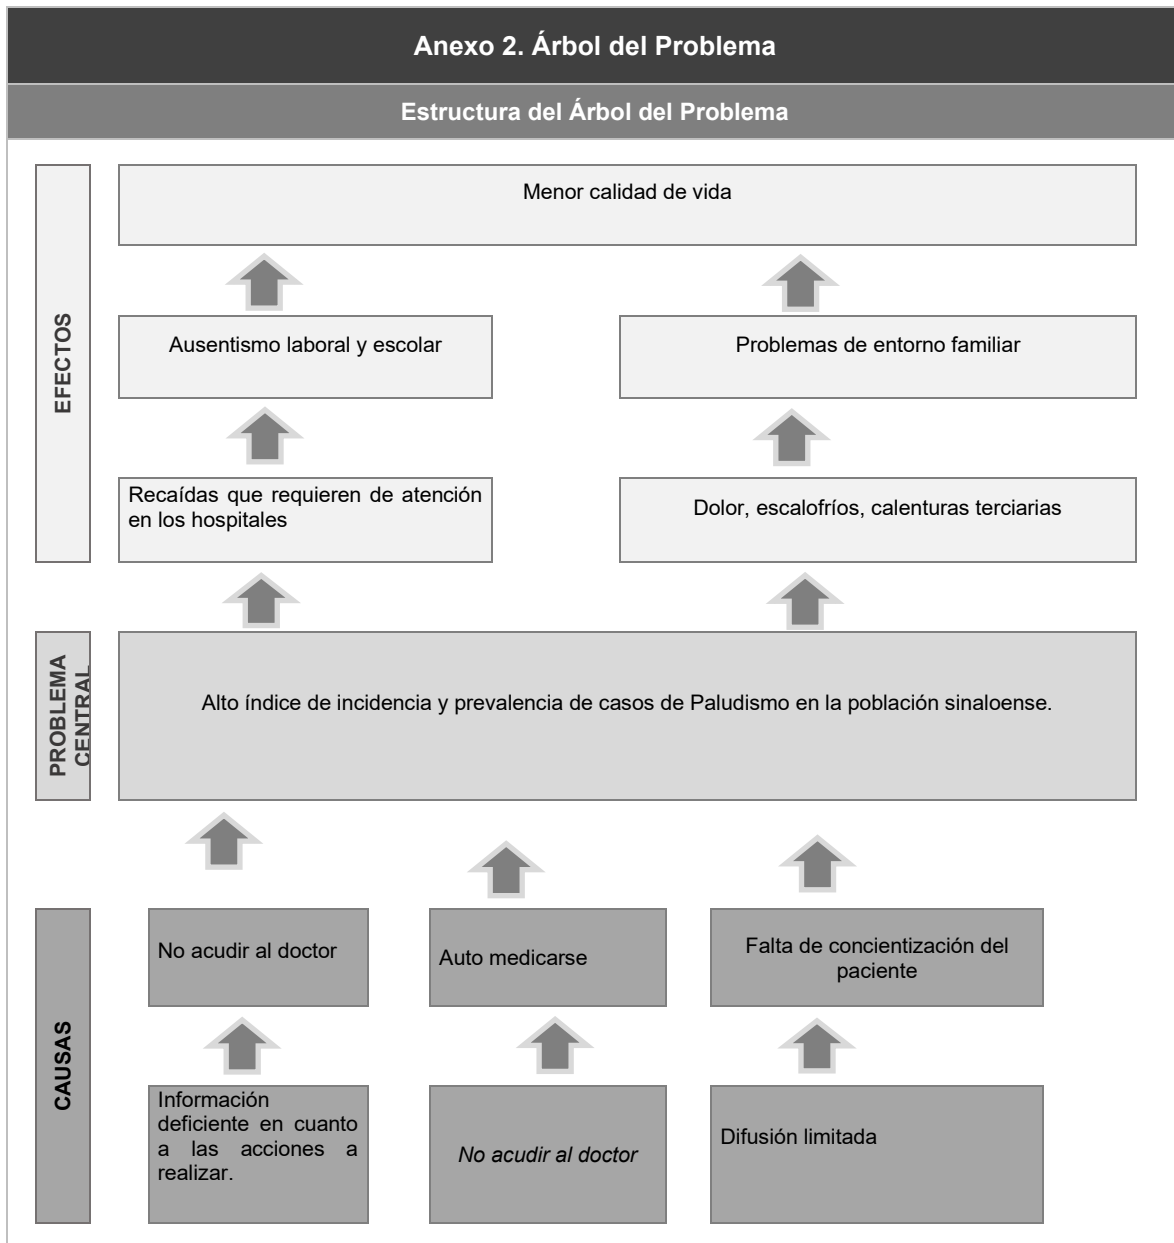 Anexo 2. Árbol del Problema
Estructura del Árbol del Problema
EFECTOS
Menor calidad de vida
Ausentismo laboral y escolar
Problemas de entorno familiar
Recaídas que requieren de atención
en los hospitales
Dolor, escalofríos, calenturas terciarias
PROBLEMA
CENTRAL
Alto índice de incidencia y prevalencia de casos de Paludismo en la población sinaloense.
CAUSAS
No acudir al doctor
Auto medicarse
Falta de concientización del
paciente
Información
deficiente en cuanto
a las acciones a
realizar.
No acudir al doctor
Difusión limitada